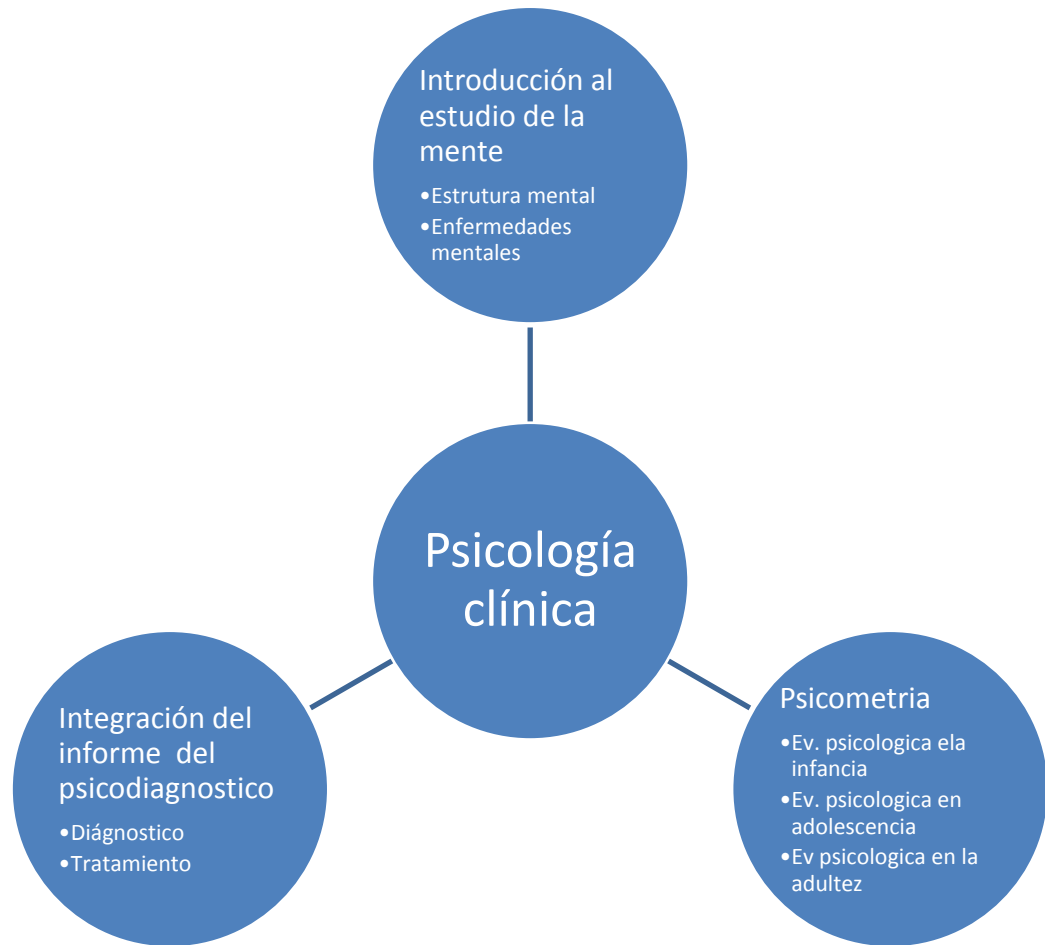 Introducción al
estudio de la
mente
•Estrutura mental
•Enfermedades
mentales
Psicología
clínica
Integración del
informe del
psicodiagnostico
•Diágnostico
•Tratamiento
Psicometria
•Ev. psicologica ela
infancia
•Ev. psicologica en
adolescencia
•Ev psicologica en la
adultez